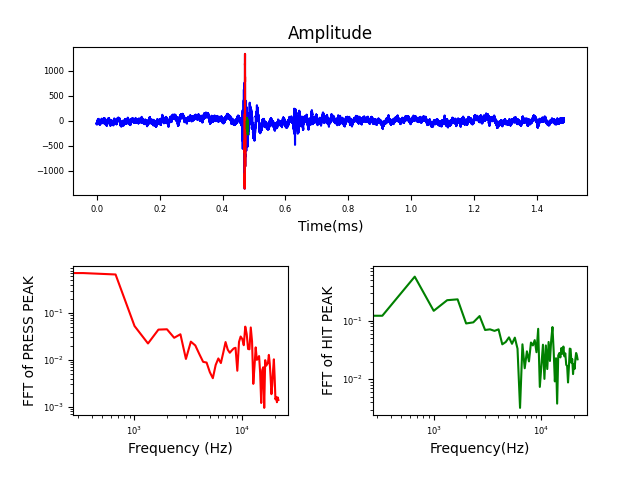 Amplitude
1000
500
0
−500
−1000
0.0 0.2 0.4 0.6 0.8 1.0 1.2 1.4
Time(ms)
FFT of PRESS PEAK
10⁻¹
10⁻²
10⁻³
10³ 10⁴
Frequency (Hz)
FFT of HIT PEAK
10⁻¹
10⁻²
10³ 10⁴
Frequency(Hz)